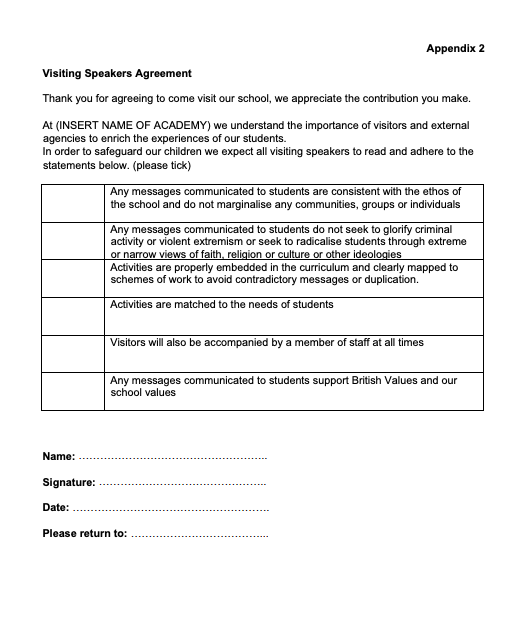 Appendix 2
Visiting Speakers Agreement
Thank you for agreeing to come visit our school, we appreciate the contribution you make.
At (INSERT NAME OF ACADEMY) we understand the importance of visitors and external
agencies to enrich the experiences of our students.
In order to safeguard our children we expect all visiting speakers to read and adhere to the
statements below. (please tick)
Any messages communicated to students are consistent with the ethos of
the school and do not marginalise any communities, groups or individuals
Any messages communicated to students do not seek to glorify criminal
activity or violent extremism or seek to radicalise students through extreme
or narrow views of faith, religion or culture or other ideologies
Activities are properly embedded in the curriculum and clearly mapped to
schemes of work to avoid contradictory messages or duplication.
Activities are matched to the needs of students
Visitors will also be accompanied by a member of staff at all times
Any messages communicated to students support British Values and our
school values
Name: ……………………………………………..
Signature: ………………………………………..
Date: ……………………………………………….
Please return to: ………………………………...